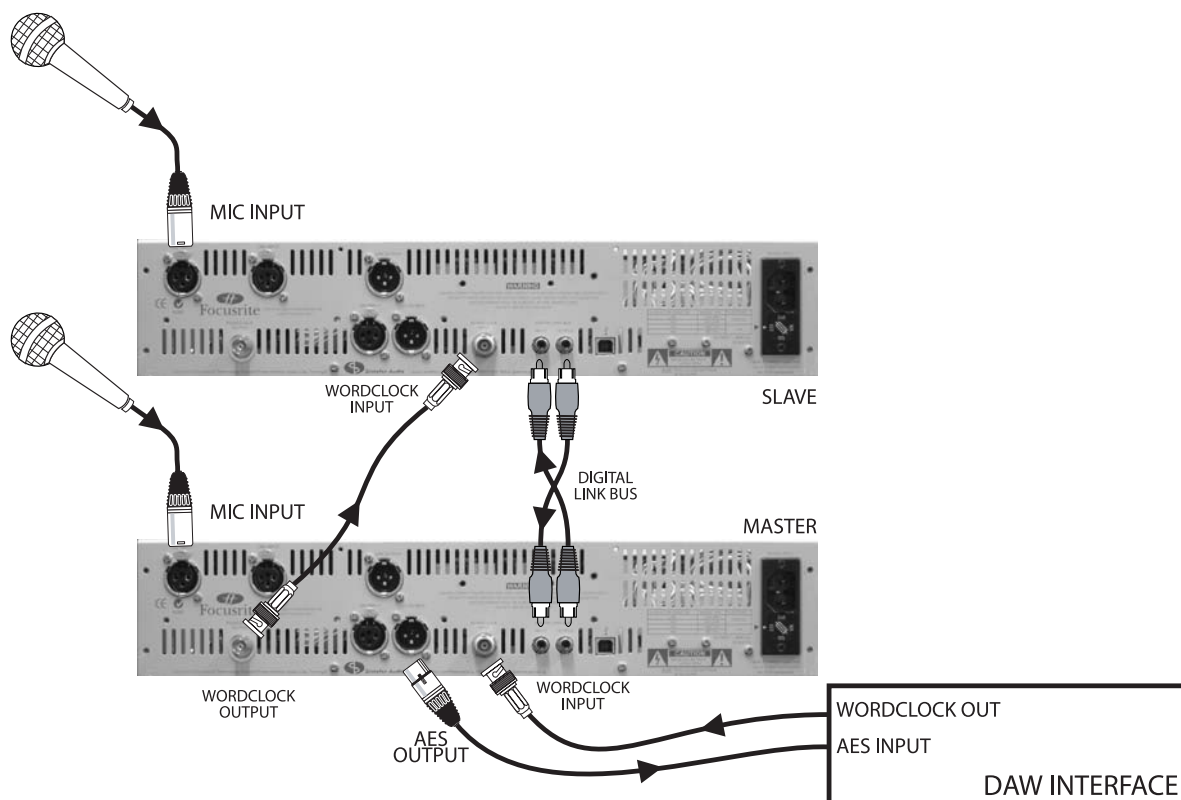 MIC INPUT
WARNING
Focusrite
WORDCLOCK
INPUT
CAUTION
SLAVE
DIGITAL
LINK BUS
MIC INPUT
MASTER
Focusrite
CAUTION
WORDCLOCK
OUTPUT
AES
OUTPUT
WORDCLOCK
INPUT
WORDCLOCK OUT
AES INPUT
DAW INTERFACE